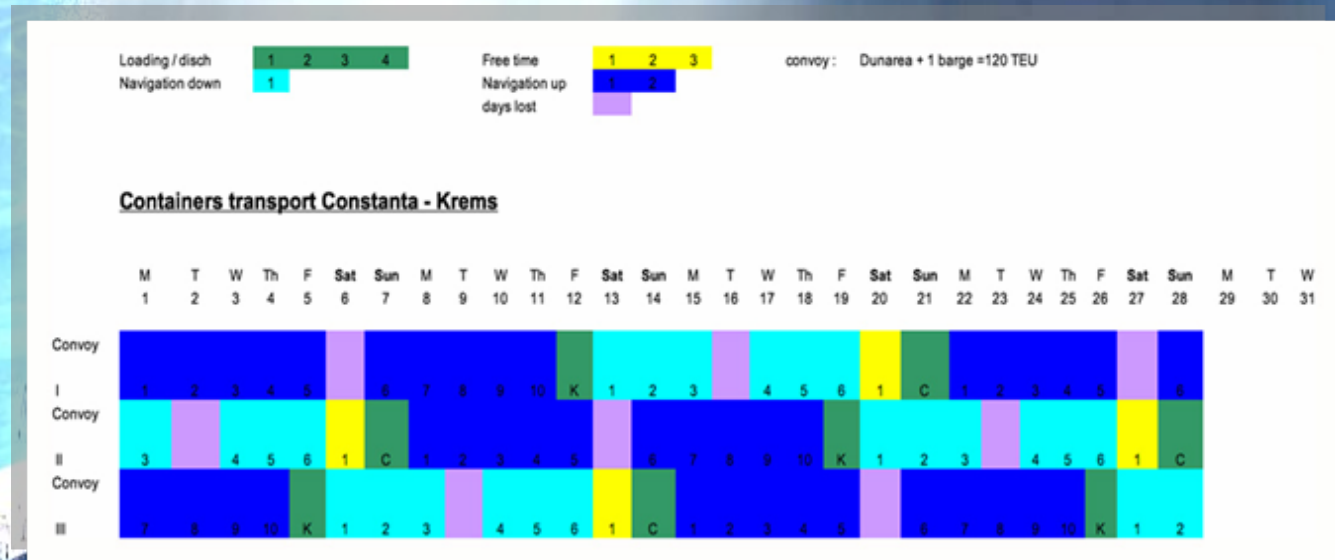 Loading / disch 1 2 3 4 Free time 1 2 3 convoy : Dunarea + 1 barge =120 TEU
Navigation down 1 Navigation up 1 2
days lost
Containers transport Constanta - Krems
M T W Th F Sat Sun M T W Th F Sat Sun M T W Th F Sat Sun M T W Th F Sat Sun M T W
1 2 3 4 5 6 7 8 9 10 11 12 13 14 15 16 17 18 19 20 21 22 23 24 25 26 27 28 29 30 31
Convoy
I 1 2 3 4 5 6 7 8 9 10 K 1 2 3 4 5 6 1 C 1 2 3 4 5 6
Convoy
II 3 4 5 6 1 C 1 2 3 4 5 6 7 8 9 10 K 1 2 3 4 5 6 1 C
Convoy
III 7 8 9 10 K 1 2 3 4 5 6 1 C 1 2 3 4 5 6 7 8 9 10 K 1 2